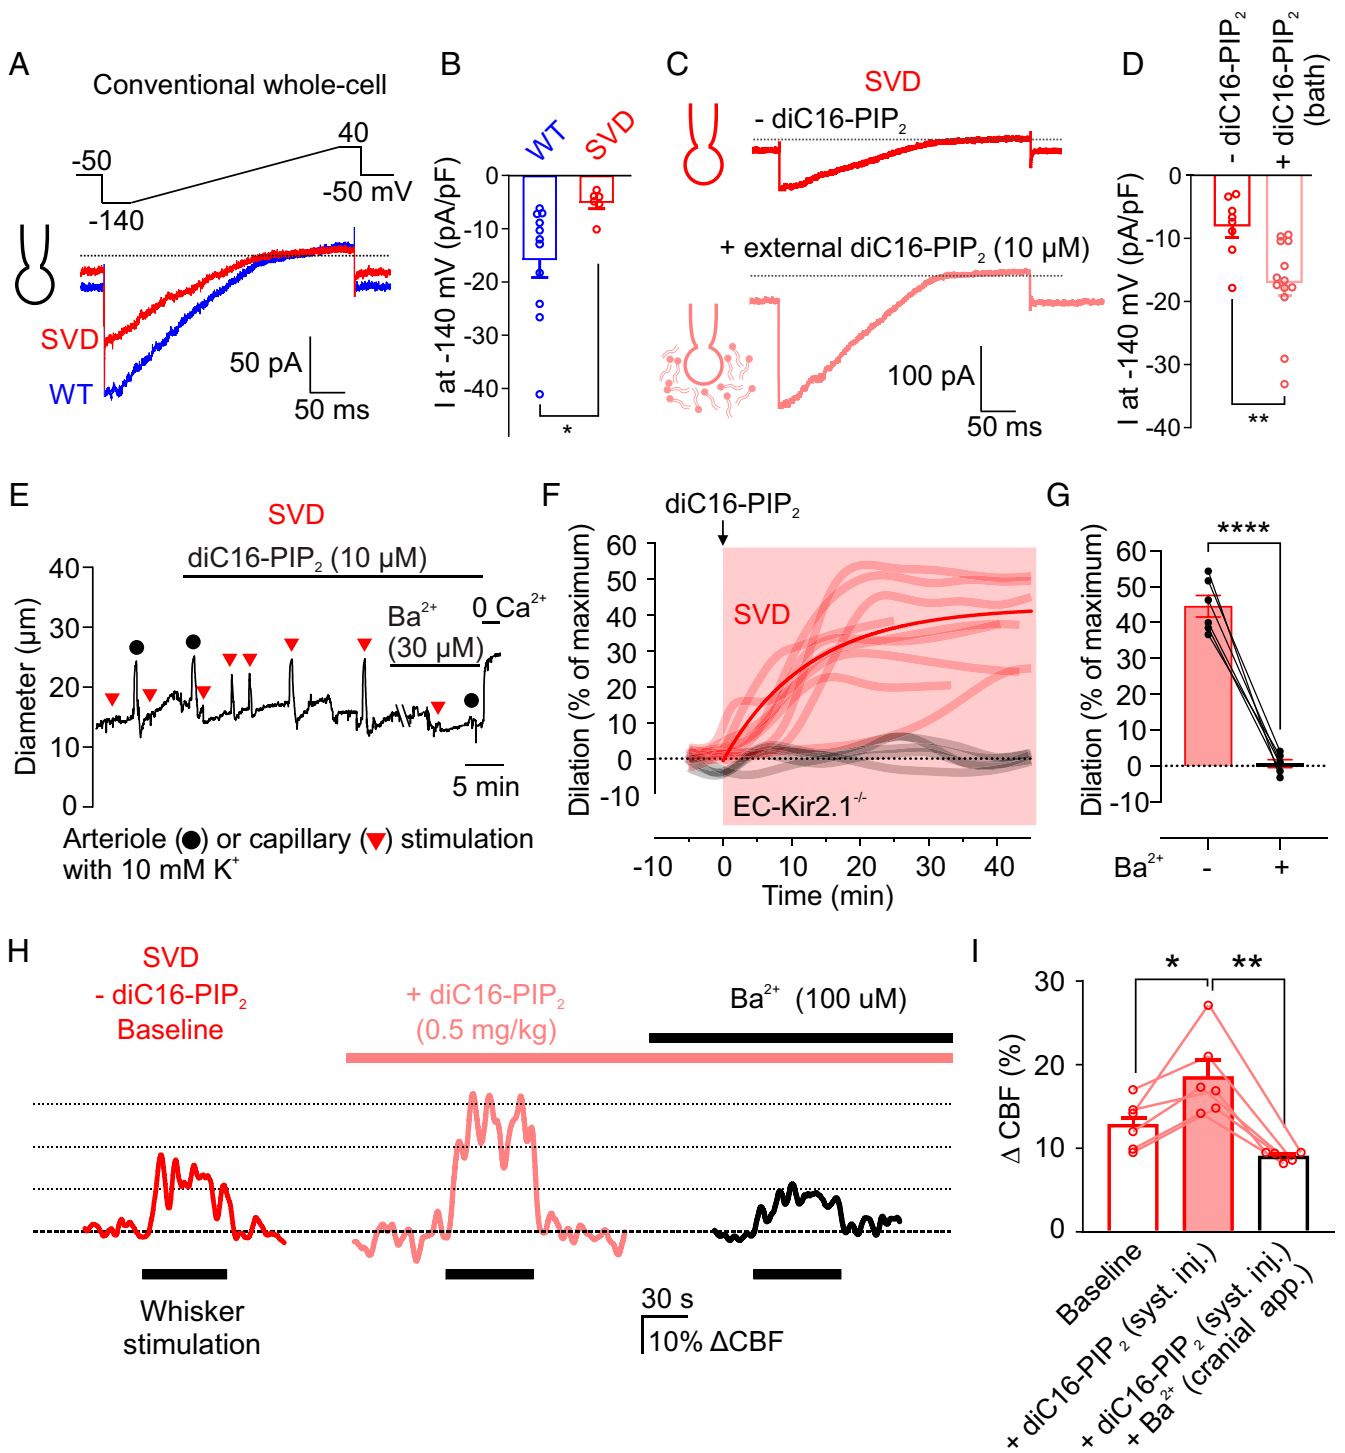 A
Conventional whole-cell
-50
40
-140
-50 mV
SVD
WT
50 pA
50 ms
B
WT
SVD
I at -140 mV (pA/pF)
0
-10
-20
-30
-40
*
C
SVD
- diC16-PIP₂
+ external diC16-PIP₂ (10 µM)
100 pA
50 ms
D
- diC16-PIP₂
+ diC16-PIP₂
(bath)
I at -140 mV (pA/pF)
0
-10
-20
-30
-40
**
E
SVD
diC16-PIP₂ (10 µM)
Ba²⁺
(30 µM)
0 Ca²⁺
Diameter (µm)
40
30
20
10
0
5 min
Arteriole (●) or capillary (▼) stimulation
with 10 mM K⁺
F
diC16-PIP₂
Dilation (% of maximum)
60
50
40
30
20
10
0
-10
SVD
EC-Kir2.1⁻/⁻
-10
0
10
20
30
40
Time (min)
G
****
Dilation (% of maximum)
60
50
40
30
20
10
0
-10
Ba²⁺
-
+
H
SVD
- diC16-PIP₂
Baseline
+ diC16-PIP₂
(0.5 mg/kg)
Ba²⁺ (100 uM)
Whisker
stimulation
30 s
10% ΔCBF
I
*
**
Δ CBF (%)
30
20
10
0
Baseline
+ diC16-PIP₂ (syst. inj.)
+ diC16-PIP₂ (syst. inj.)
+ Ba²⁺ (cranial app.)